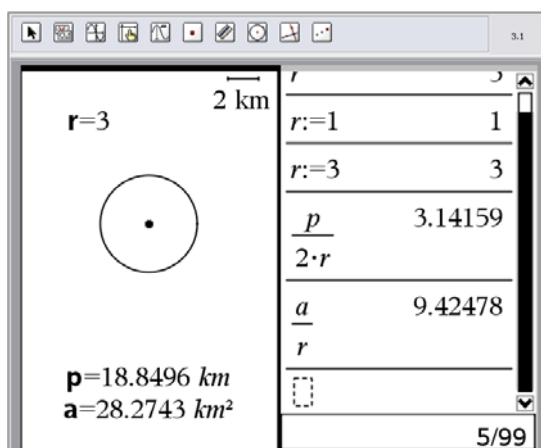 3.1
2 km
r=3
p=18.8496 km
a=28.2743 km²
r:=1 1
r:=3 3
p
2·r
3.14159
a
r
9.42478
5/99